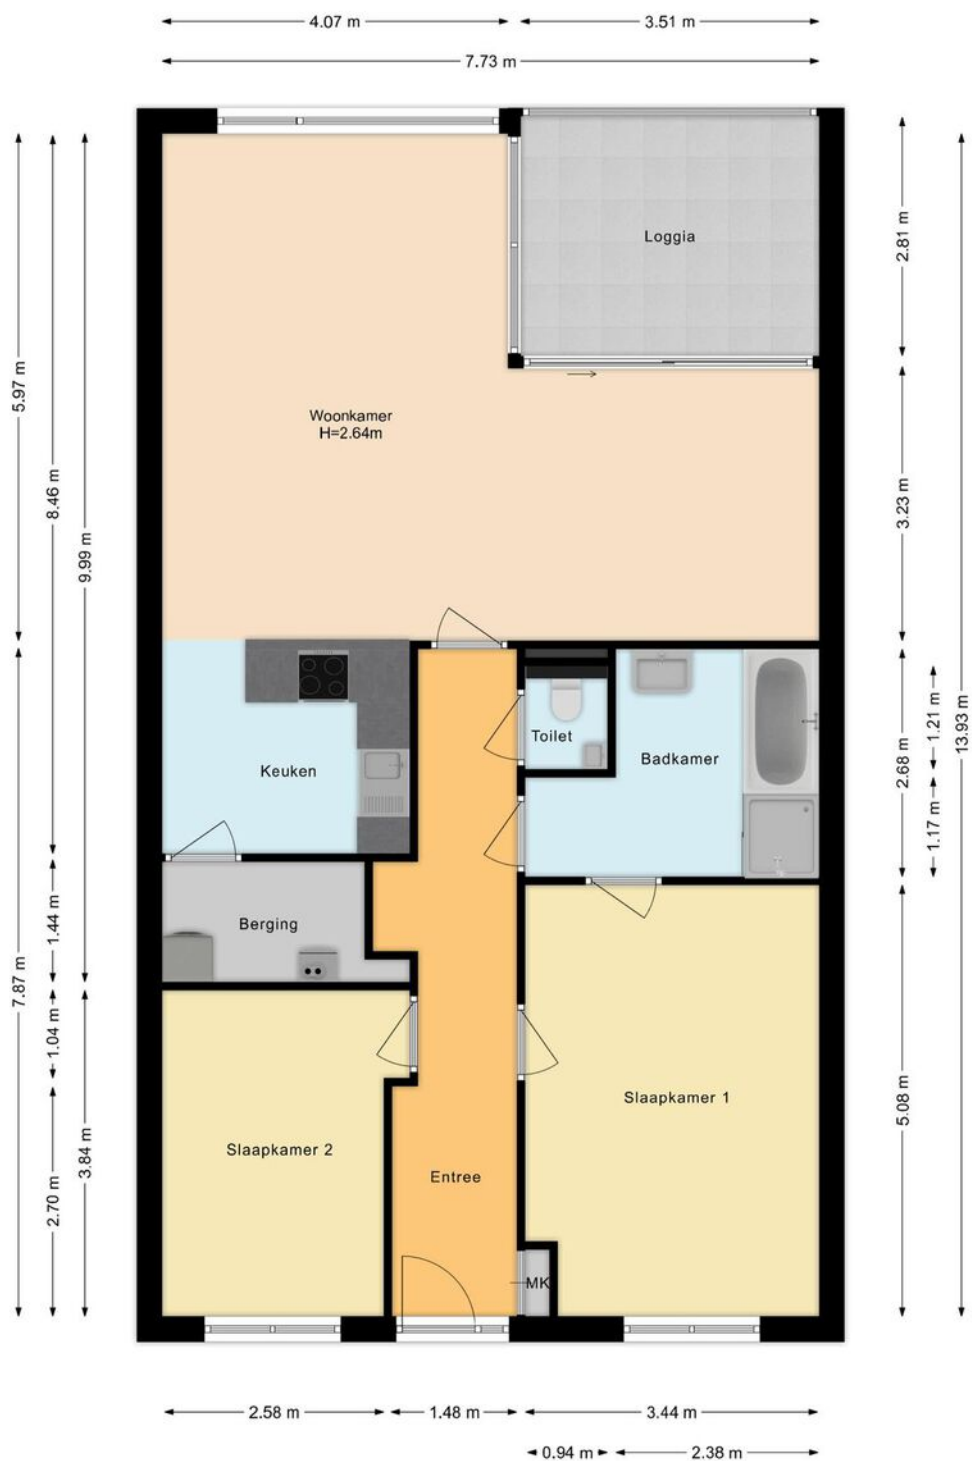 4.07 m
3.51 m
7.73 m
Loggia
2.81 m
5.97 m
Woonkamer
H=2.64m
8.46 m
3.23 m
9.99 m
13.93 m
1.21 m
Toilet
Badkamer
2.68 m
Keuken
1.17 m
Berging
1.44 m
7.87 m
1.04 m
Slaapkamer 1
5.08 m
Slaapkamer 2
3.84 m
Entree
2.70 m
MK
2.58 m
1.48 m
3.44 m
0.94 m
2.38 m